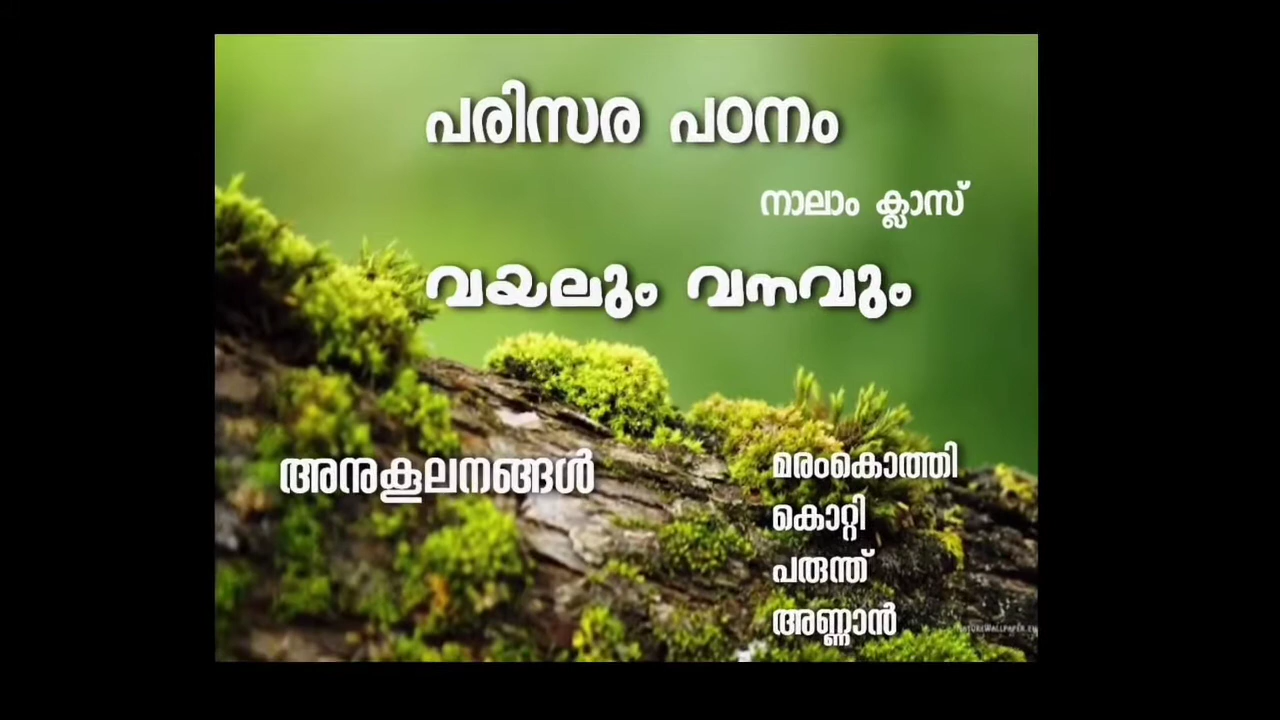 പരിസര പഠനം
നാലാം ക്ലാസ്
വയലും വനവും
അനുകൂലനങ്ങൾ
മരംകൊത്തി
കൊറ്റി
പരുന്ത്
അണ്ണാൻ